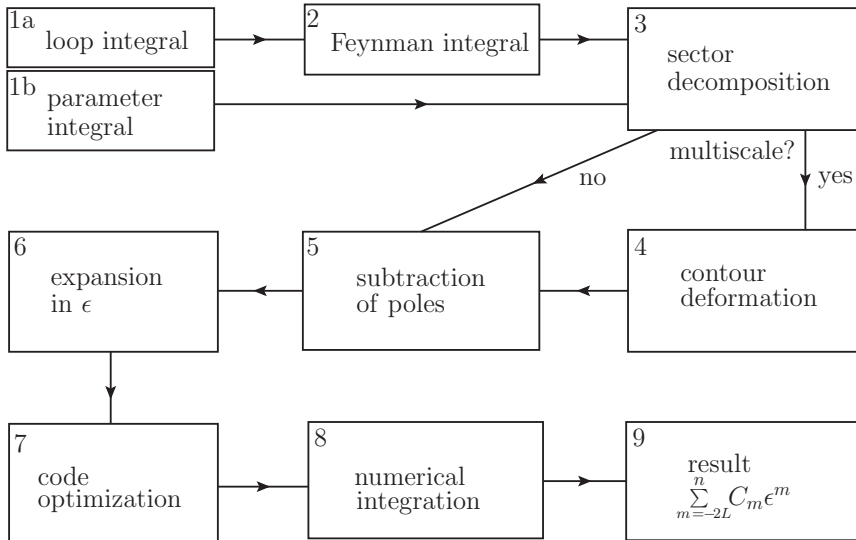 1a
loop integral
2
Feynman integral
3
sector
decomposition
1b
parameter
integral
multiscale?
no
yes
6
expansion
in ϵ
5
subtraction
of poles
4
contour
deformation
7
code
optimization
8
numerical
integration
9
result
n
∑ C_m ϵ^m
m=-2L